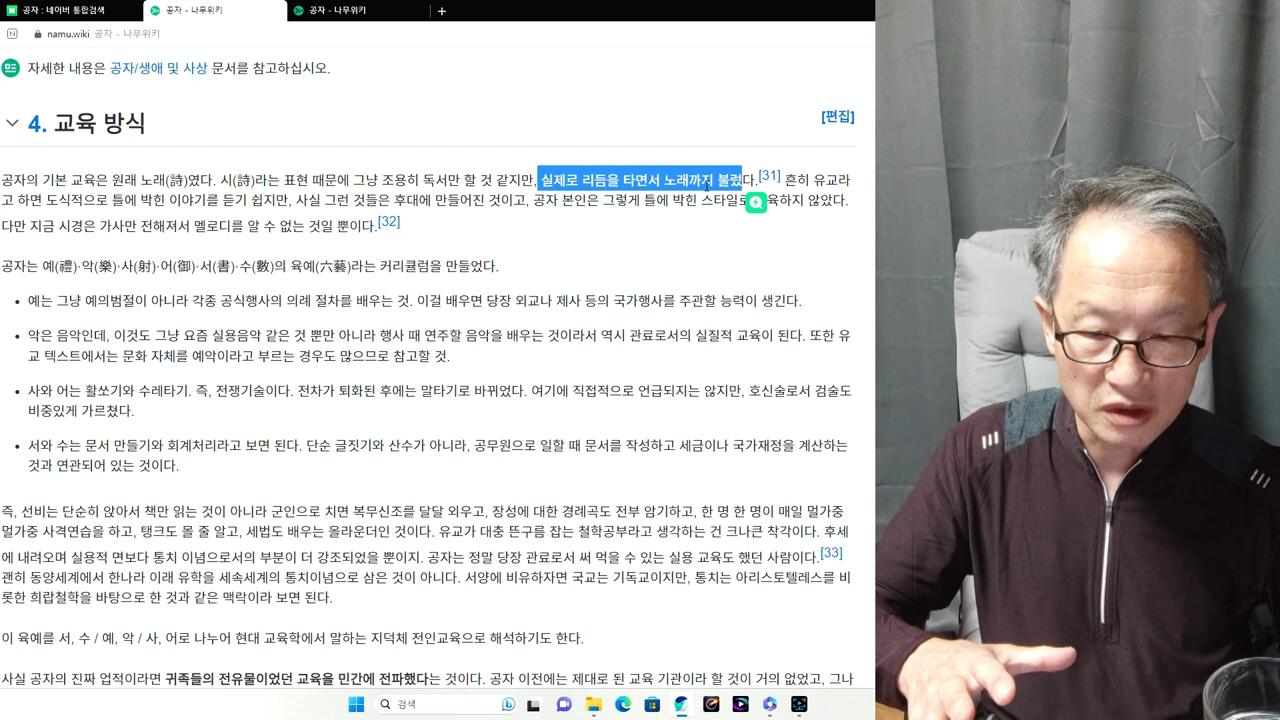 공자 : 네이버 통합검색
공자 - 나무위키
공자 - 나무위키
namu.wiki 공자 - 나무위키
자세한 내용은 공자/생애 및 사상 문서를 참고하십시오.
4. 교육 방식
[편집]
공자의 기본 교육은 원래 노래(詩)였다. 시(詩)라는 표현 때문에 그냥 조용히 독서만 할 것 같지만, 실제로 리듬을 타면서 노래까지 불렀다.[31] 흔히 유교라
고 하면 도식적으로 틀에 박힌 이야기를 듣기 쉽지만, 사실 그런 것들은 후대에 만들어진 것이고, 공자 본인은 그렇게 틀에 박힌 스타일로 육하지 않았다.
다만 지금 시경은 가사만 전해져서 멜로디를 알 수 없는 것일 뿐이다.[32]
공자는 예(禮)·악(樂)·사(射)·어(御)·서(書)·수(數)의 육예(六藝)라는 커리큘럼을 만들었다.
• 예는 그냥 예의범절이 아니라 각종 공식행사의 의례 절차를 배우는 것. 이걸 배우면 당장 외교나 제사 등의 국가행사를 주관할 능력이 생긴다.
• 악은 음악인데, 이것도 그냥 요즘 실용음악 같은 것 뿐만 아니라 행사 때 연주할 음악을 배우는 것이라서 역시 관료로서의 실질적 교육이 된다. 또한 유
교 텍스트에서는 문화 자체를 예악이라고 부르는 경우도 많으므로 참고할 것.
• 사와 어는 활쏘기와 수레타기. 즉, 전쟁기술이다. 전차가 퇴화된 후에는 말타기로 바뀌었다. 여기에 직접적으로 언급되지는 않지만, 호신술로서 검술도
비중있게 가르쳤다.
• 서와 수는 문서 만들기와 회계처리라고 보면 된다. 단순 글짓기와 산수가 아니라, 공무원으로 일할 때 문서를 작성하고 세금이나 국가재정을 계산하는
것과 연관되어 있는 것이다.
즉, 선비는 단순히 앉아서 책만 읽는 것이 아니라 군인으로 치면 복무신조를 달달 외우고, 장성에 대한 경례곡도 전부 암기하고, 한 명 한 명이 매일 멀가중
멀가중 사격연습을 하고, 탱크도 몰 줄 알고, 세법도 배우는 올라운더인 것이다. 유교가 대충 뜬구름 잡는 철학공부라고 생각하는 건 크나큰 착각이다. 후세
에 내려오며 실용적 면보다 통치 이념으로서의 부분이 더 강조되었을 뿐이지. 공자는 정말 당장 관료로서 써 먹을 수 있는 실용 교육도 했던 사람이다.[33]
괜히 동양세계에서 한나라 이래 유학을 세속세계의 통치이념으로 삼은 것이 아니다. 서양에 비유하자면 국교는 기독교이지만, 통치는 아리스토텔레스를 비
롯한 희랍철학을 바탕으로 한 것과 같은 맥락이라 보면 된다.
이 육예를 서, 수 / 예, 악 / 사, 어로 나누어 현대 교육학에서 말하는 지덕체 전인교육으로 해석하기도 한다.
사실 공자의 진짜 업적이라면 귀족들의 전유물이었던 교육을 민간에 전파했다는 것이다. 공자 이전에는 제대로 된 교육 기관이라 할 것이 거의 없었고, 그나
검색